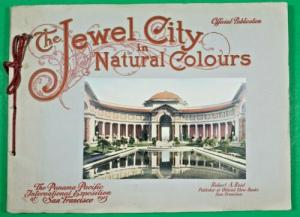 Official Publication
The Jewel City
in
Natural Colours
The Panama Pacific
International Exposition
San Francisco 1915
Robert A. Reid
Publisher of Official View Books
San Francisco